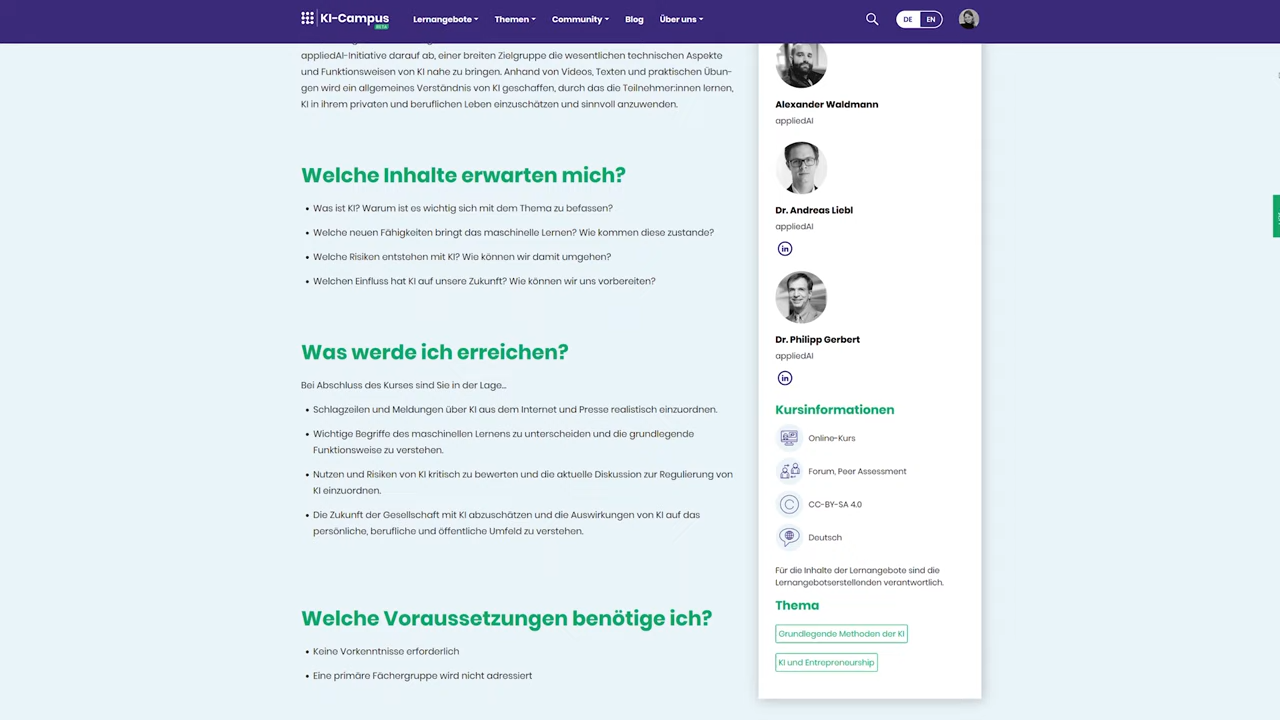 KI-Campus
BETA
Lernangebote
Themen
Community
Blog
Über uns
DE
EN
appliedAI-Initiative darauf ab, einer breiten Zielgruppe die wesentlichen technischen Aspekte
und Funktionsweisen von KI nahe zu bringen. Anhand von Videos, Texten und praktischen Übun-
gen wird ein allgemeines Verständnis von KI geschaffen, durch das die Teilnehmer:innen lernen,
KI in ihrem privaten und beruflichen Leben einzuschätzen und sinnvoll anzuwenden.
Welche Inhalte erwarten mich?
• Was ist KI? Warum ist es wichtig sich mit dem Thema zu befassen?
• Welche neuen Fähigkeiten bringt das maschinelle Lernen? Wie kommen diese zustande?
• Welche Risiken entstehen mit KI? Wie können wir damit umgehen?
• Welchen Einfluss hat KI auf unsere Zukunft? Wie können wir uns vorbereiten?
Was werde ich erreichen?
Bei Abschluss des Kurses sind Sie in der Lage...
• Schlagzeilen und Meldungen über KI aus dem Internet und Presse realistisch einzuordnen.
• Wichtige Begriffe des maschinellen Lernens zu unterscheiden und die grundlegende
Funktionsweise zu verstehen.
• Nutzen und Risiken von KI kritisch zu bewerten und die aktuelle Diskussion zur Regulierung von
KI einzuordnen.
• Die Zukunft der Gesellschaft mit KI abzuschätzen und die Auswirkungen von KI auf das
persönliche, berufliche und öffentliche Umfeld zu verstehen.
Welche Voraussetzungen benötige ich?
• Keine Vorkenntnisse erforderlich
• Eine primäre Fächergruppe wird nicht adressiert
Alexander Waldmann
appliedAI
Dr. Andreas Liebl
appliedAI
in
Dr. Philipp Gerbert
appliedAI
in
Kursinformationen
Online-Kurs
Forum, Peer Assessment
CC-BY-SA 4.0
Deutsch
Für die Inhalte der Lernangebote sind die
Lernangebotserstellenden verantwortlich.
Thema
Grundlegende Methoden der KI
KI und Entrepreneurship